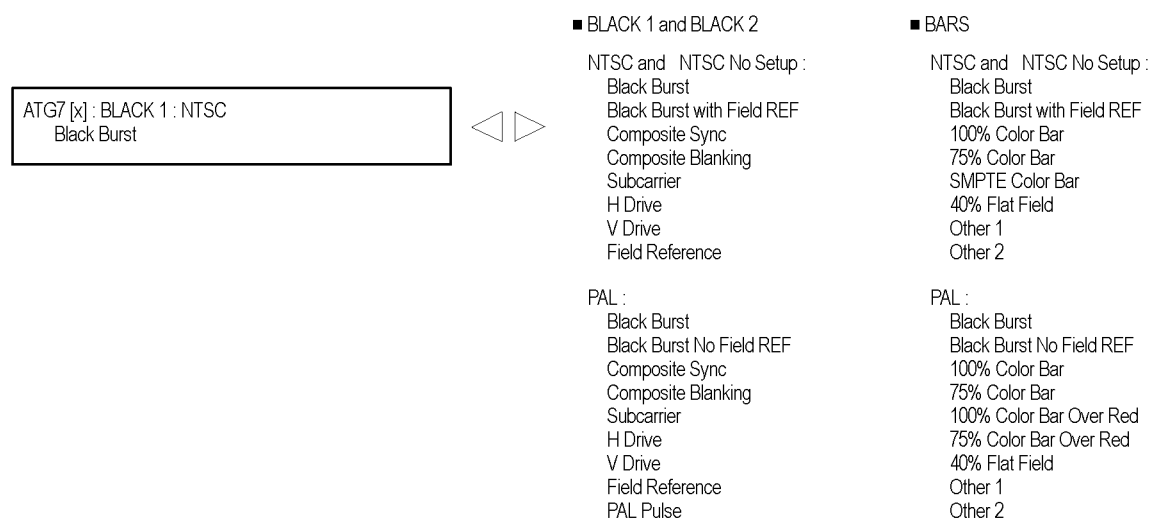 ATG7 [x] : BLACK 1 : NTSC
Black Burst
■ BLACK 1 and BLACK 2
NTSC and NTSC No Setup :
Black Burst
Black Burst with Field REF
Composite Sync
Composite Blanking
Subcarrier
H Drive
V Drive
Field Reference
PAL :
Black Burst
Black Burst No Field REF
Composite Sync
Composite Blanking
Subcarrier
H Drive
V Drive
Field Reference
PAL Pulse
■ BARS
NTSC and NTSC No Setup :
Black Burst
Black Burst with Field REF
100% Color Bar
75% Color Bar
SMPTE Color Bar
40% Flat Field
Other 1
Other 2
PAL :
Black Burst
Black Burst No Field REF
100% Color Bar
75% Color Bar
100% Color Bar Over Red
75% Color Bar Over Red
40% Flat Field
Other 1
Other 2